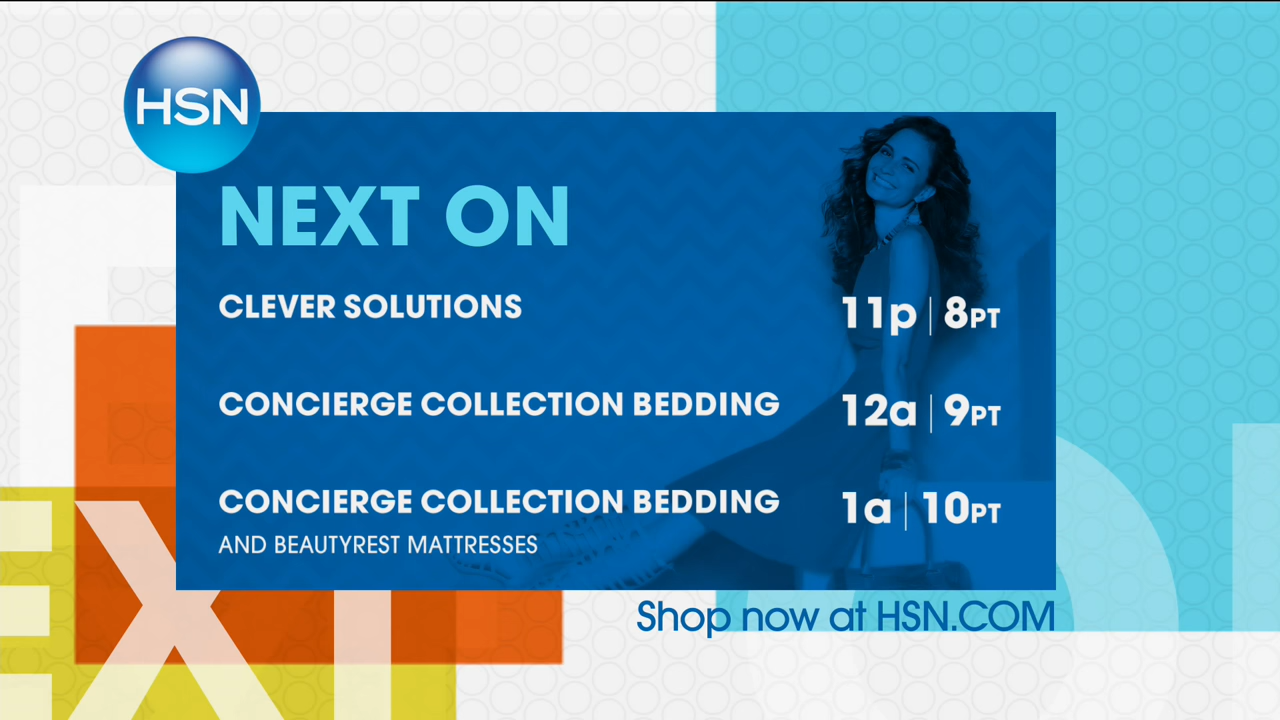 HSN
NEXT ON
CLEVER SOLUTIONS 11p | 8PT
CONCIERGE COLLECTION BEDDING 12a | 9PT
CONCIERGE COLLECTION BEDDING 1a | 10PT
AND BEAUTYREST MATTRESSES
Shop now at HSN.COM
EXT